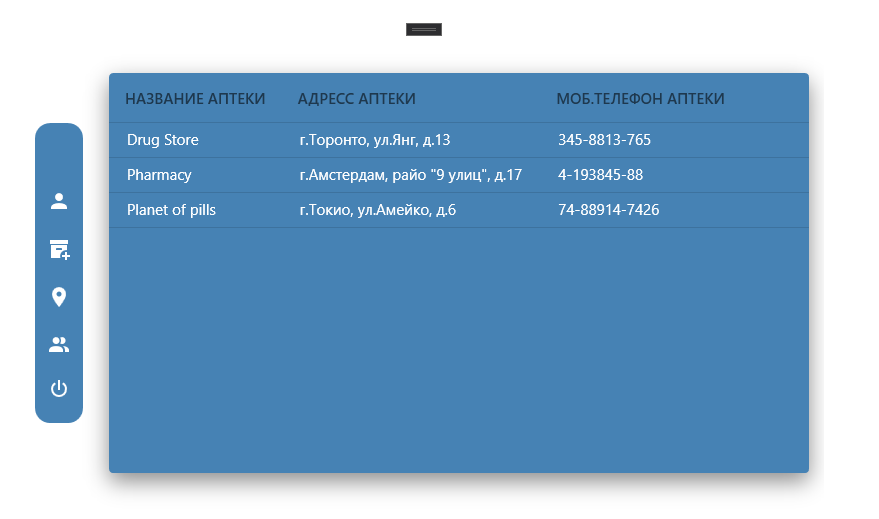 НАЗВАНИЕ АПТЕКИ АДРЕСС АПТЕКИ МОБ.ТЕЛЕФОН АПТЕКИ
Drug Store г.Торонто, ул.Янг, д.13 345-8813-765
Pharmacy г.Амстердам, райо "9 улиц", д.17 4-193845-88
Planet of pills г.Токио, ул.Амейко, д.6 74-88914-7426